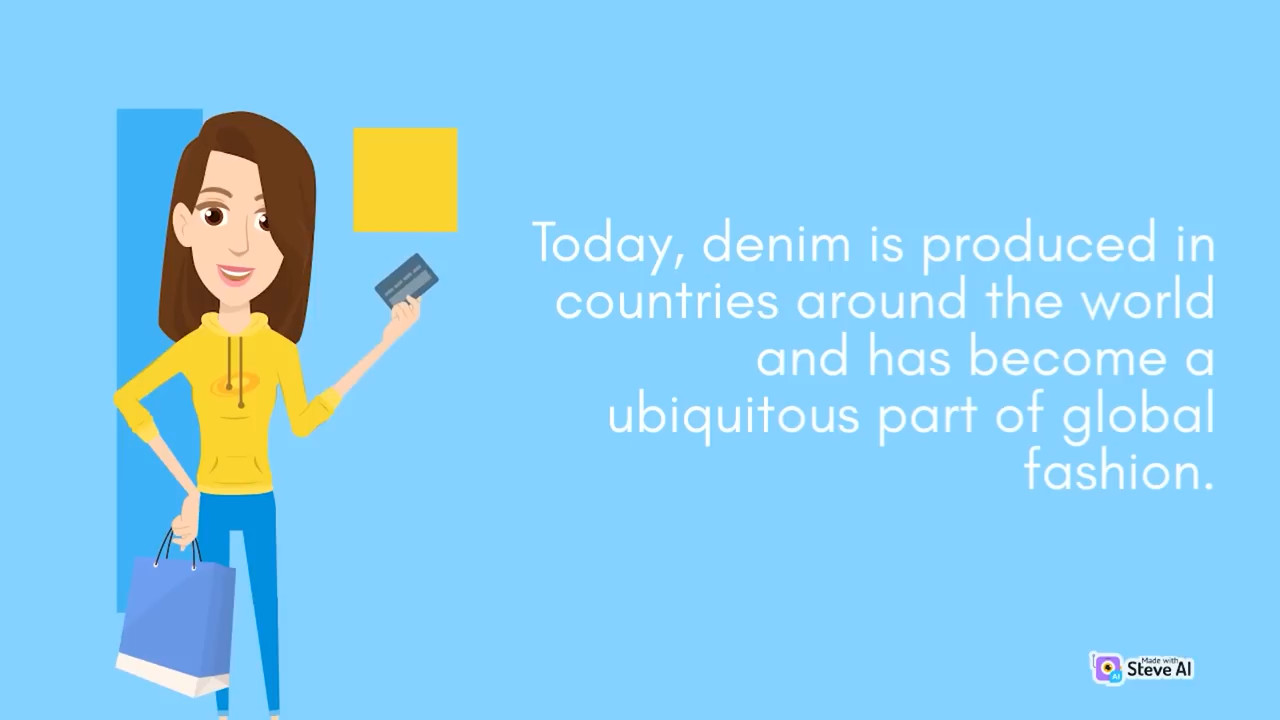 Today, denim is produced in
countries around the world
and has become a
ubiquitous part of global
fashion.
Made with
Steve AI